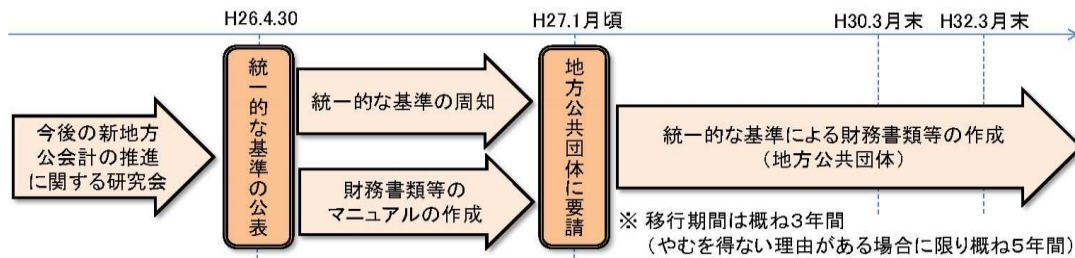 H26.4.30
H27.1月頃
H30.3月末
H32.3月末
今後の新地方
公会計の推進
に関する研究会
統一的な基準の公表
統一的な基準の周知
財務書類等の
マニュアルの作成
地方公共団体に要請
統一的な基準による財務書類等の作成
(地方公共団体)
※ 移行期間は概ね3年間
(やむを得ない理由がある場合に限り概ね5年間)